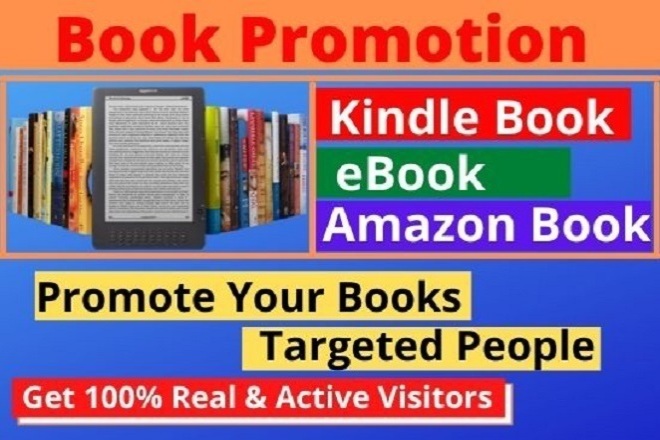 Book Promotion
Kindle Book
eBook
Amazon Book
Promote Your Books
Targeted People
Get 100% Real & Active Visitors